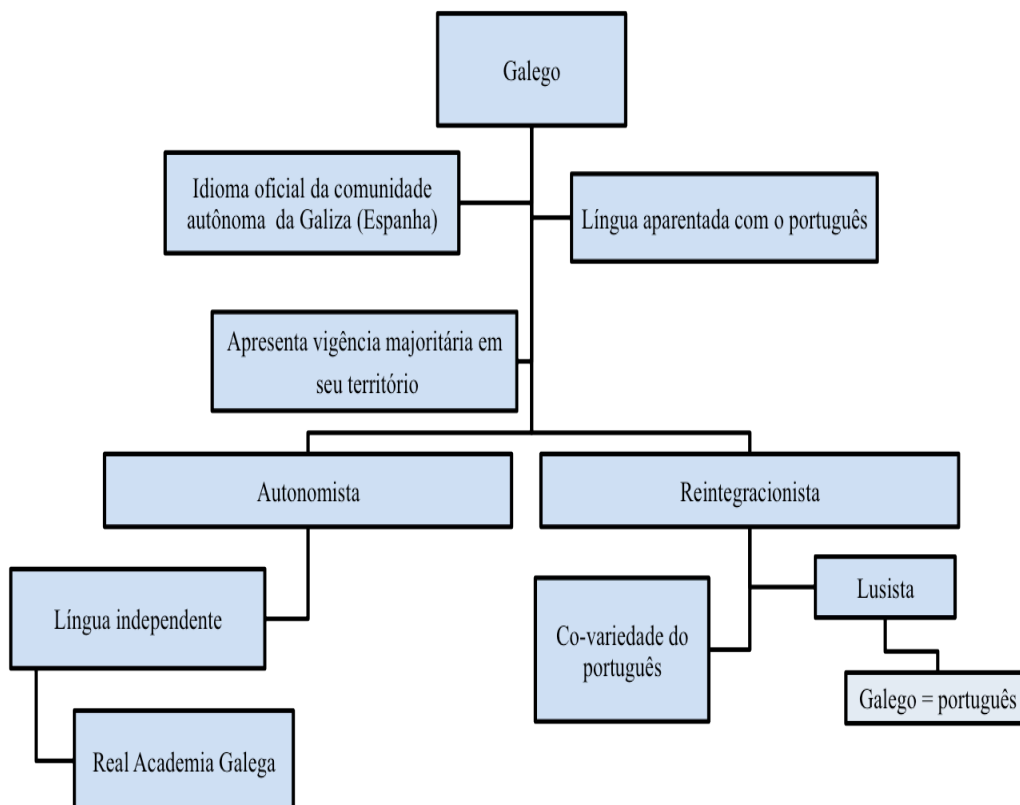 Galego
Idioma oficial da comunidade
autônoma da Galiza (Espanha)
Língua aparentada com o português
Apresenta vigência majoritária em
seu território
Autonomista
Reintegracionista
Língua independente
Co-variedade do
português
Lusista
Galego = português
Real Academia Galega